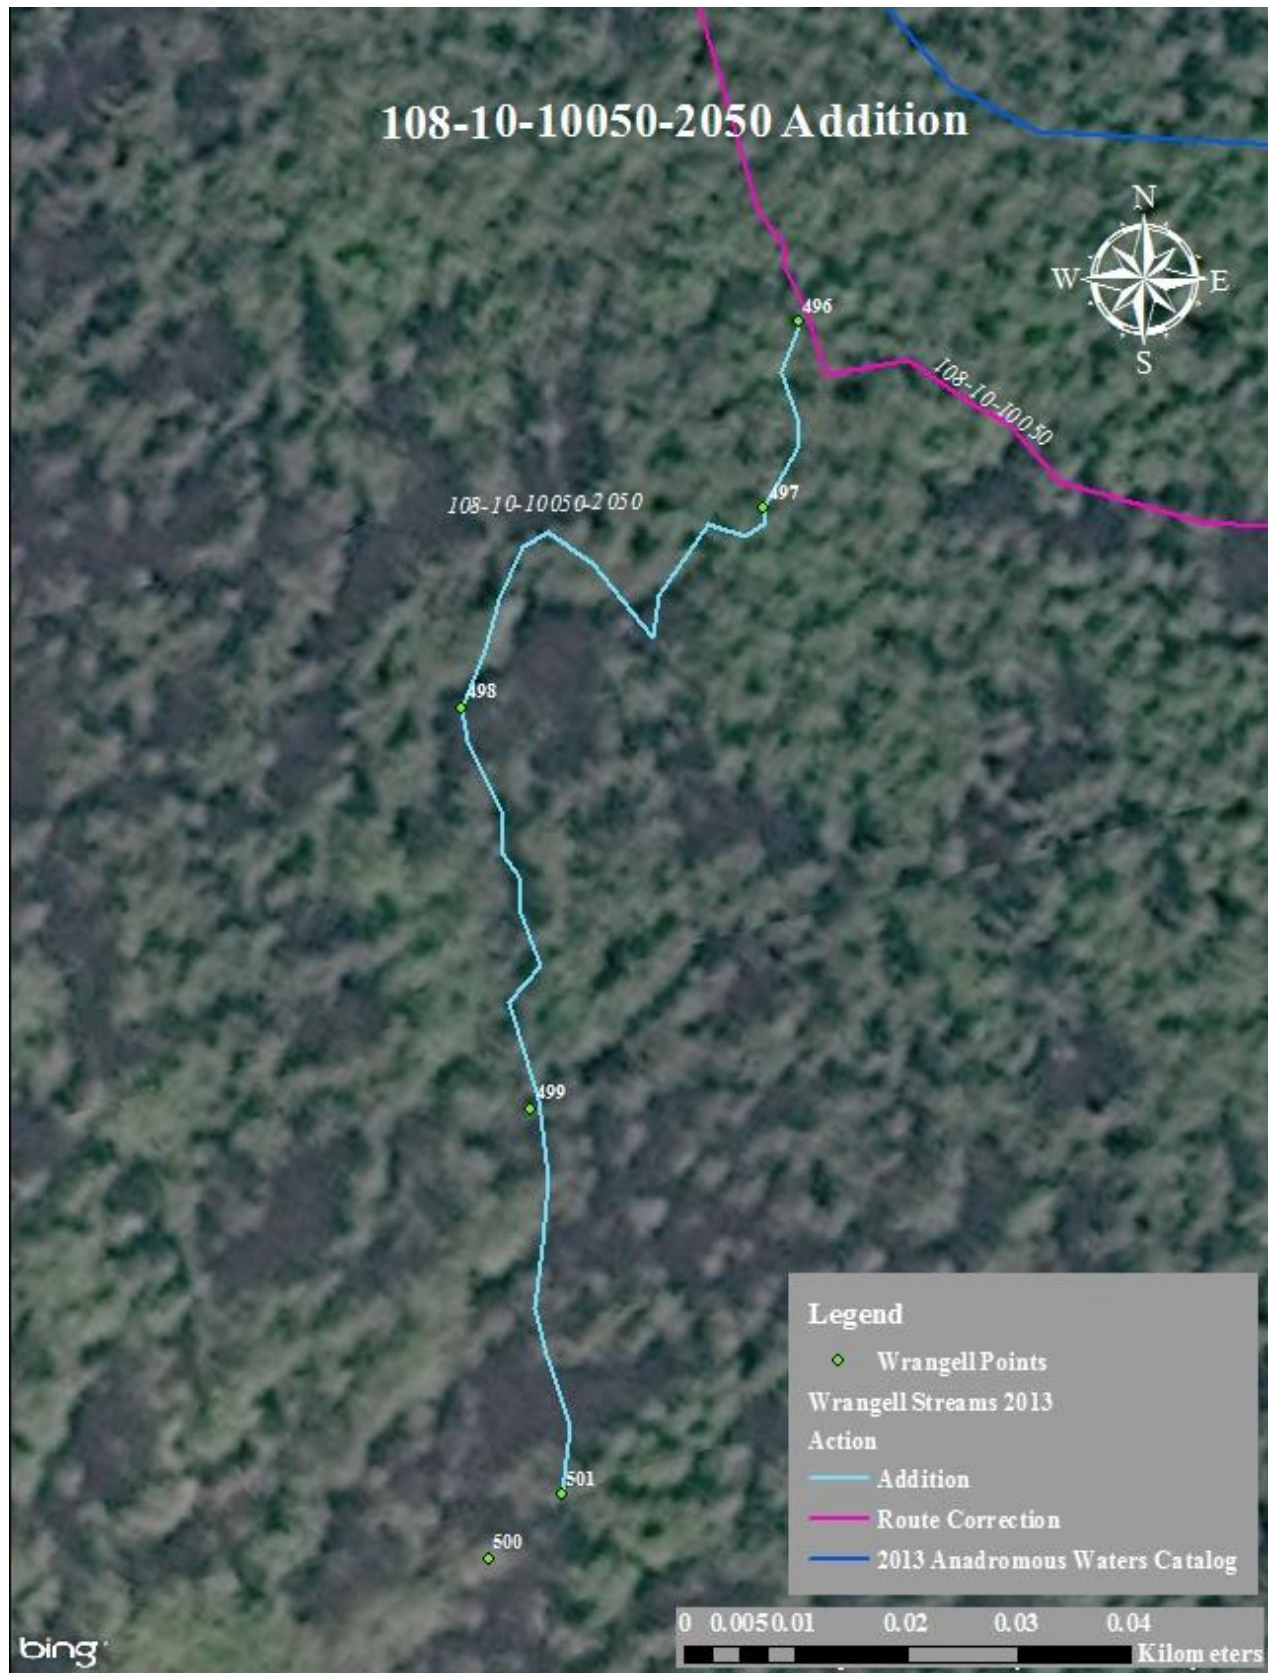 108-10-10050-2050 Addition
N
W
E
S
496
108-10-10050
497
108-10-10050-2050
498
499
501
500
Legend
Wrangell Points
Wrangell Streams 2013
Action
Addition
Route Correction
2013 Anadromous Waters Catalog
0 0.005 0.01 0.02 0.03 0.04
Kilometers
bing